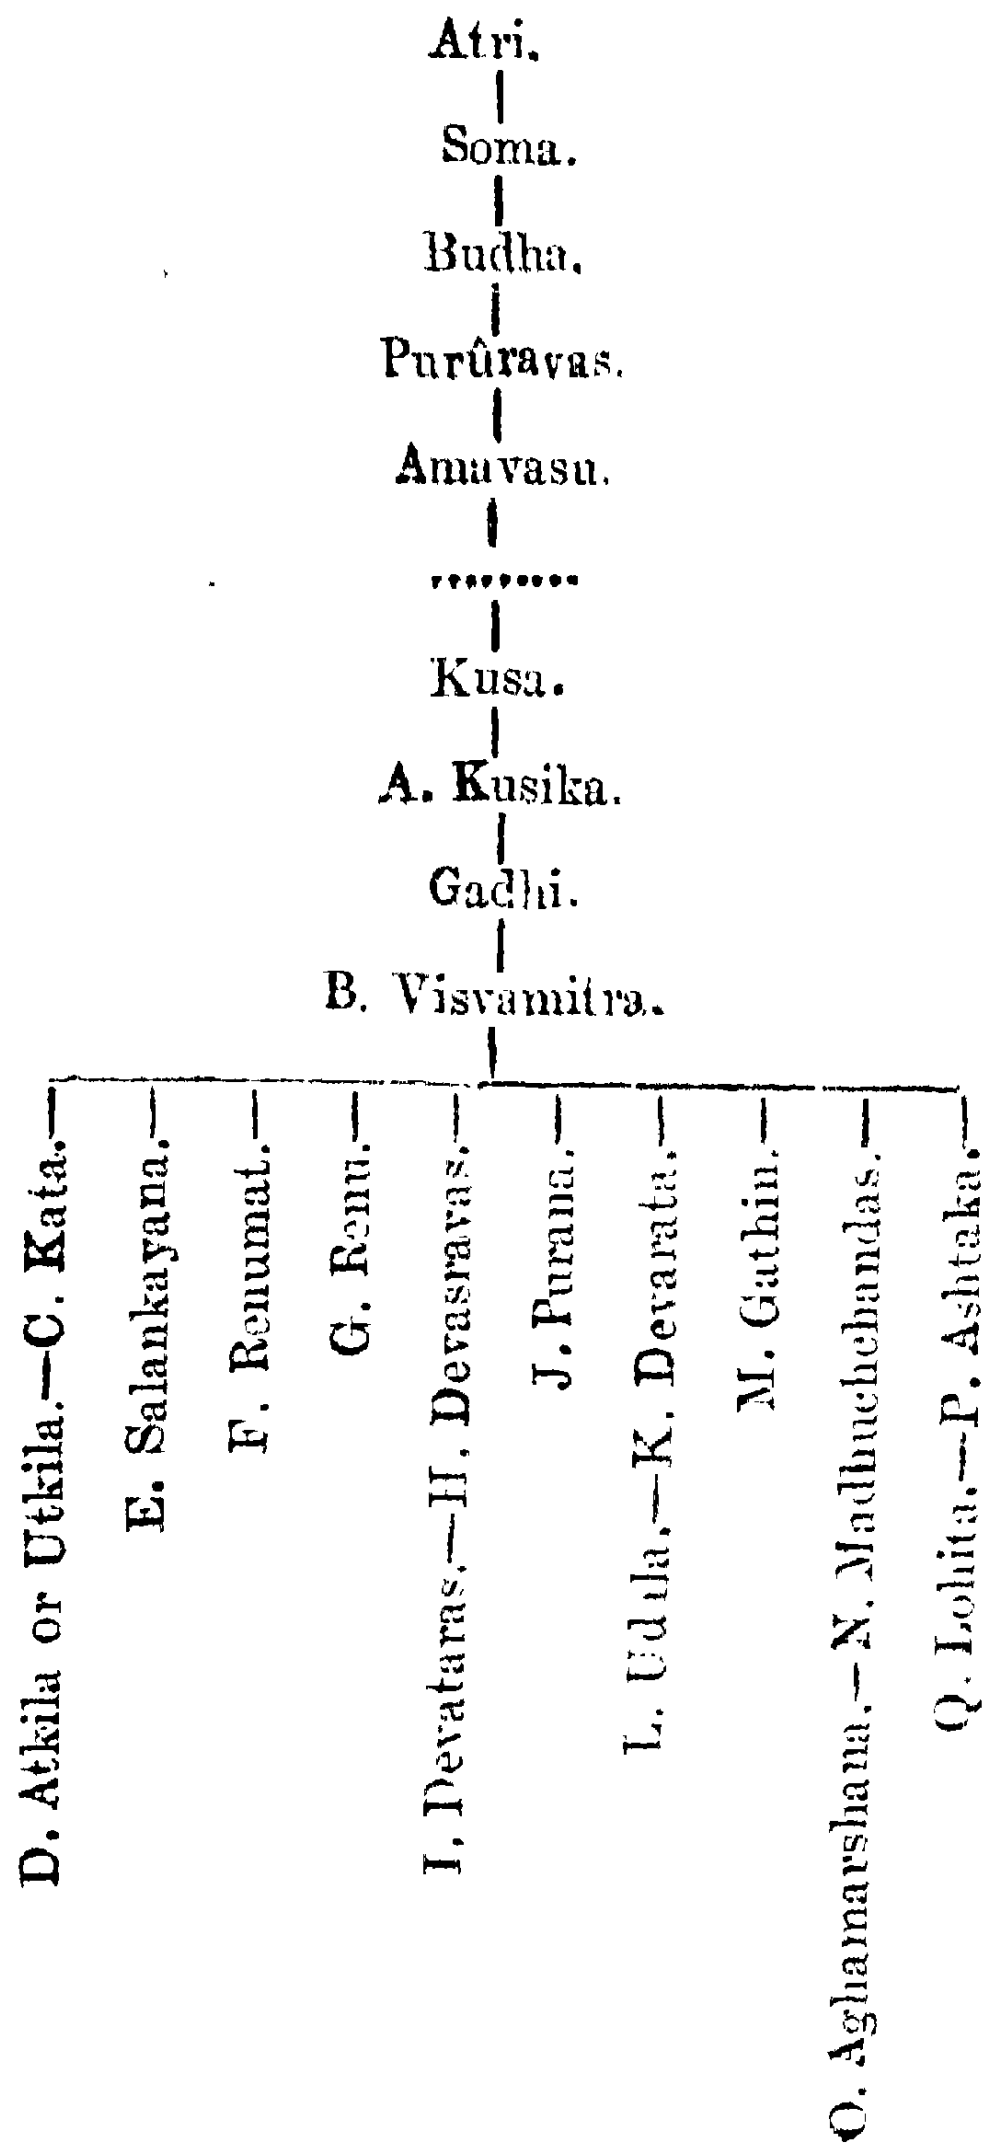 Atri.
Soma.
Budha.
Purûravas.
Amavasu.
.........
Kusa.
A. Kusika.
Gadhi.
B. Visvamitra.
D. Atkila or Utkila.—C. Kata.—
E. Salankayana.—
F. Renumat.—
G. Renu.—
I. Devataras.—H. Devasravas.—
J. Purana.—
L. Udula.—K. Devarata.—
M. Gathin.—
O. Aghamarshana.—N. Madhuchchandas.—
Q. Lohita.—P. Ashtaka.—